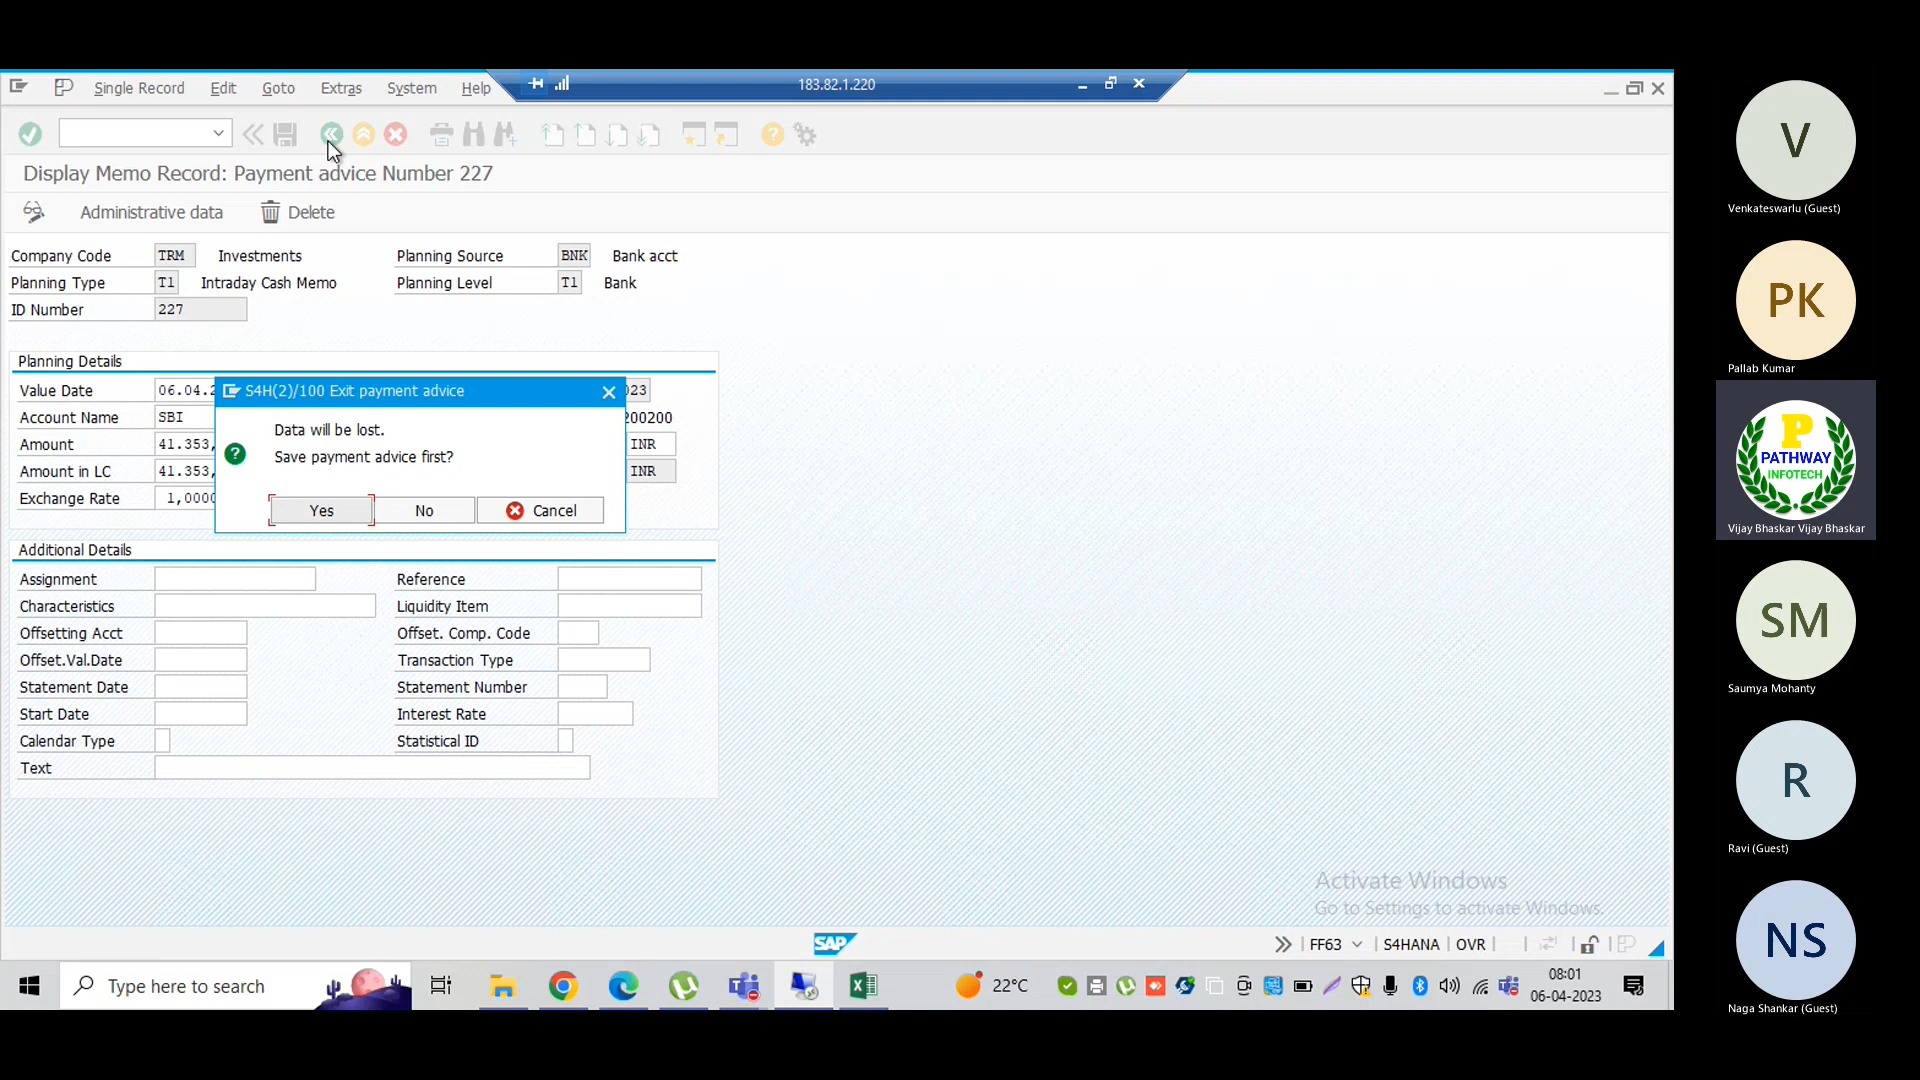 Single Record Edit Goto Extras System Help
183.82.1.220
Display Memo Record: Payment advice Number 227
Administrative data Delete
Company Code TRM Investments Planning Source BNK Bank acct
Planning Type T1 Intraday Cash Memo Planning Level T1 Bank
ID Number 227
Planning Details
Value Date 06.04.2 023
Account Name SBI 200200
Amount 41.353, INR
Amount in LC 41.353, INR
Exchange Rate 1,0000
S4H(2)/100 Exit payment advice
Data will be lost.
Save payment advice first?
Yes No Cancel
Additional Details
Assignment Reference
Characteristics Liquidity Item
Offsetting Acct Offset. Comp. Code
Offset.Val.Date Transaction Type
Statement Date Statement Number
Start Date Interest Rate
Calendar Type Statistical ID
Text
Activate Windows
Go to Settings to activate Windows.
SAP FF63 S4HANA OVR
Type here to search 22°C 08:01
06-04-2023
V
Venkateswarlu (Guest)
PK
Pallab Kumar
P
PATHWAY
INFOTECH
Vijay Bhaskar Vijay Bhaskar
SM
Saumya Mohanty
R
Ravi (Guest)
NS
Naga Shankar (Guest)